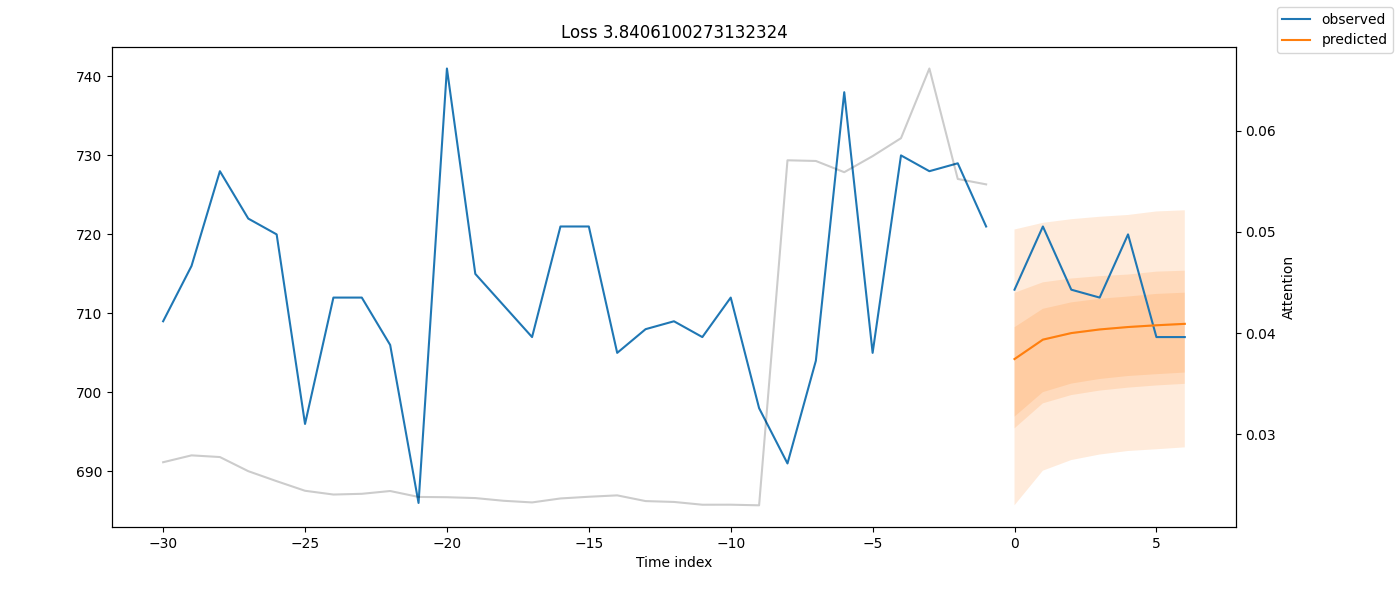 Loss 3.8406100273132324
observed
predicted
740
730
720
710
700
690
0.06
0.05
0.04
0.03
Attention
−30 −25 −20 −15 −10 −5 0 5
Time index